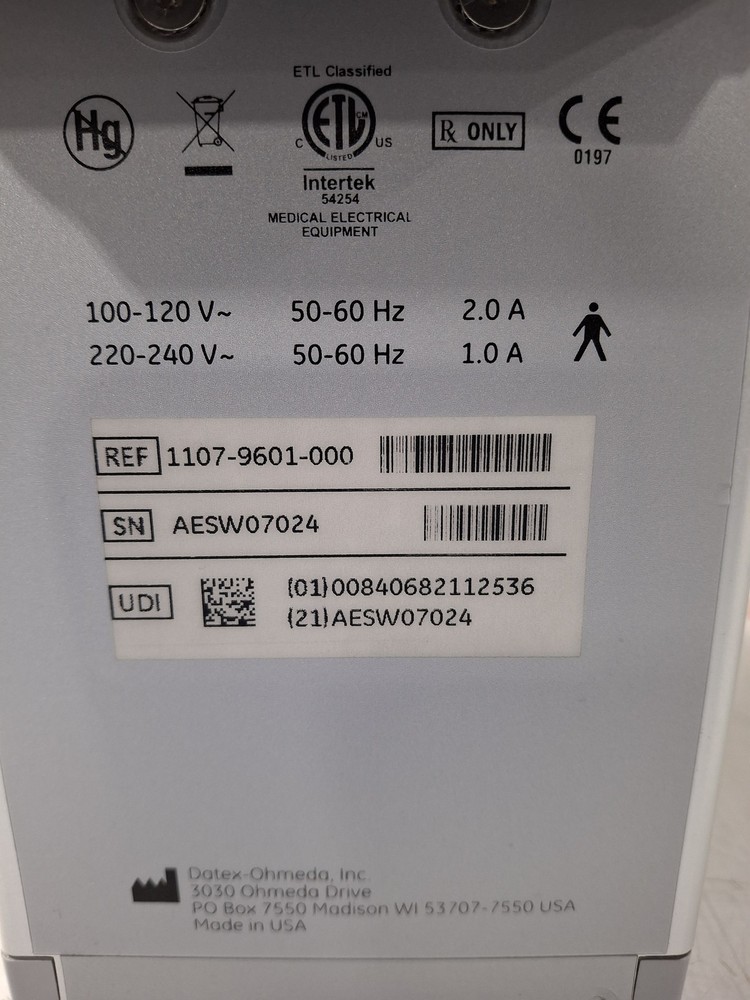 ETL Classified
Hg
ETL CM
C US
LISTED
Intertek
54254
MEDICAL ELECTRICAL
EQUIPMENT
℞ ONLY
CE
0197
100-120 V~ 50-60 Hz 2.0 A
220-240 V~ 50-60 Hz 1.0 A
REF 1107-9601-000
SN AESW07024
UDI (01)00840682112536
(21)AESW07024
Datex-Ohmeda, Inc.
3030 Ohmeda Drive
PO Box 7550 Madison WI 53707-7550 USA
Made in USA